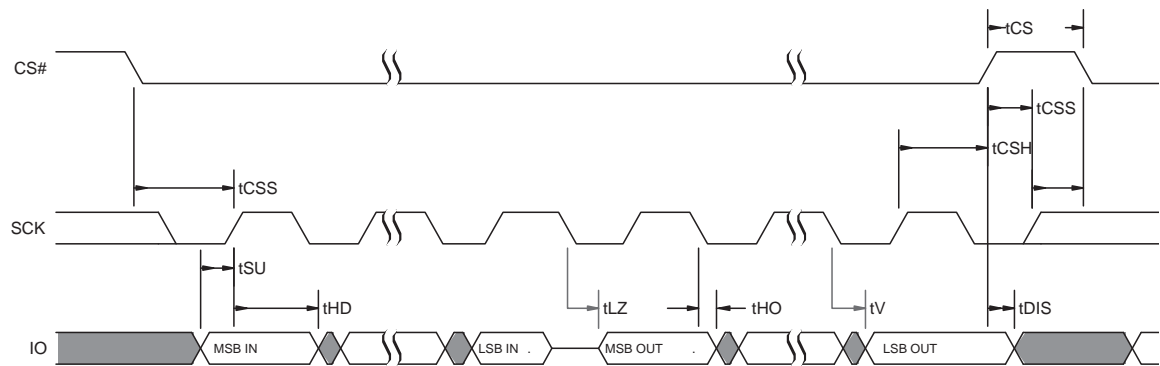 tCS
CS#
tCSS
tCSH
tCSS
SCK
tSU
tHD
tLZ
tHO
tV
tDIS
IO
MSB IN
LSB IN .
MSB OUT .
LSB OUT